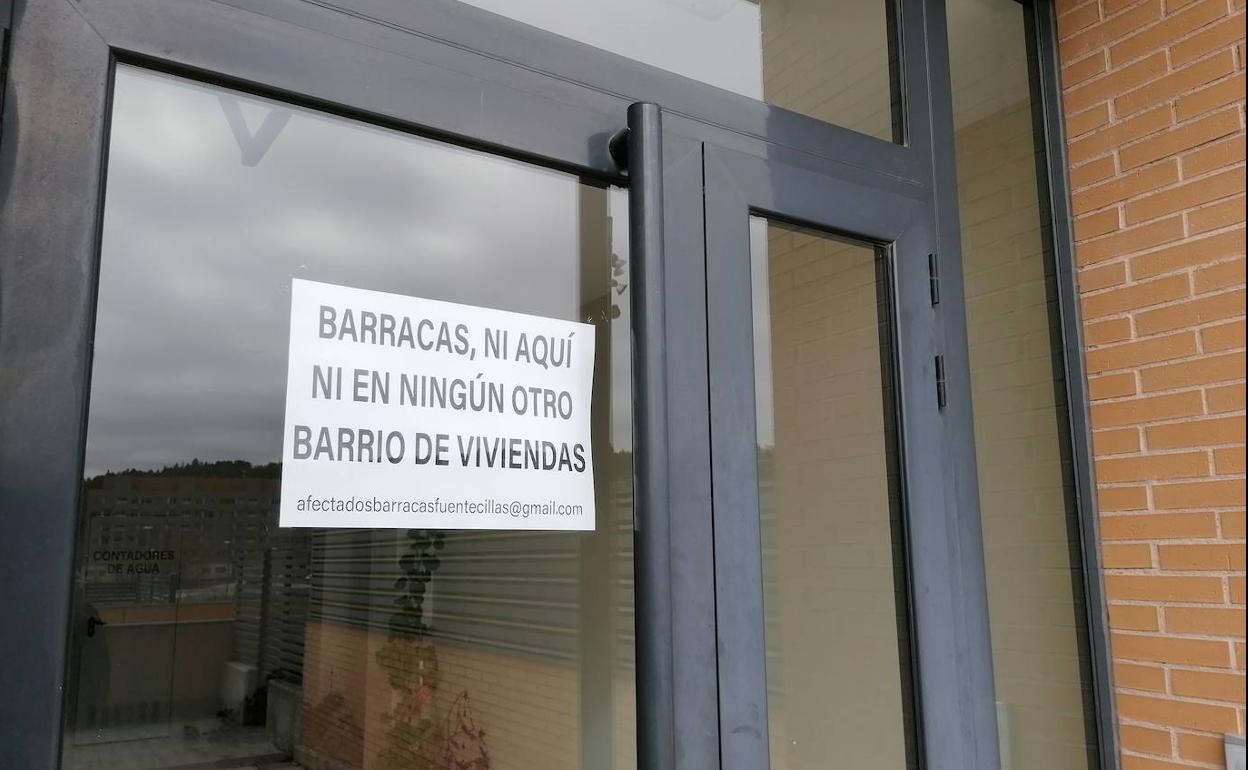 BARRACAS, NI AQUÍ
NI EN NINGÚN OTRO
BARRIO DE VIVIENDAS
afectadosbarracasfuentecillas@gmail.com
CONTADORES
DE AGUA